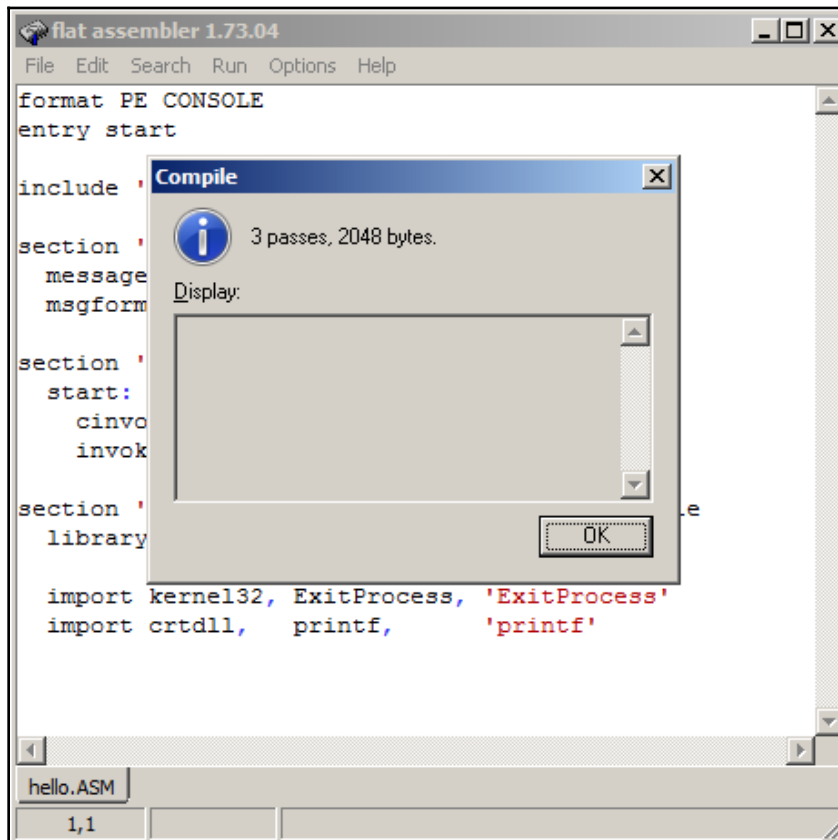 flat assembler 1.73.04
File Edit Search Run Options Help
format PE CONSOLE
entry start
include '
section '
message
msgform
section '
start:
cinvo
invok
section '
library
import kernel32, ExitProcess, 'ExitProcess'
import crtdll, printf, 'printf'
Compile
3 passes, 2048 bytes.
Display:
OK
hello.ASM
1,1